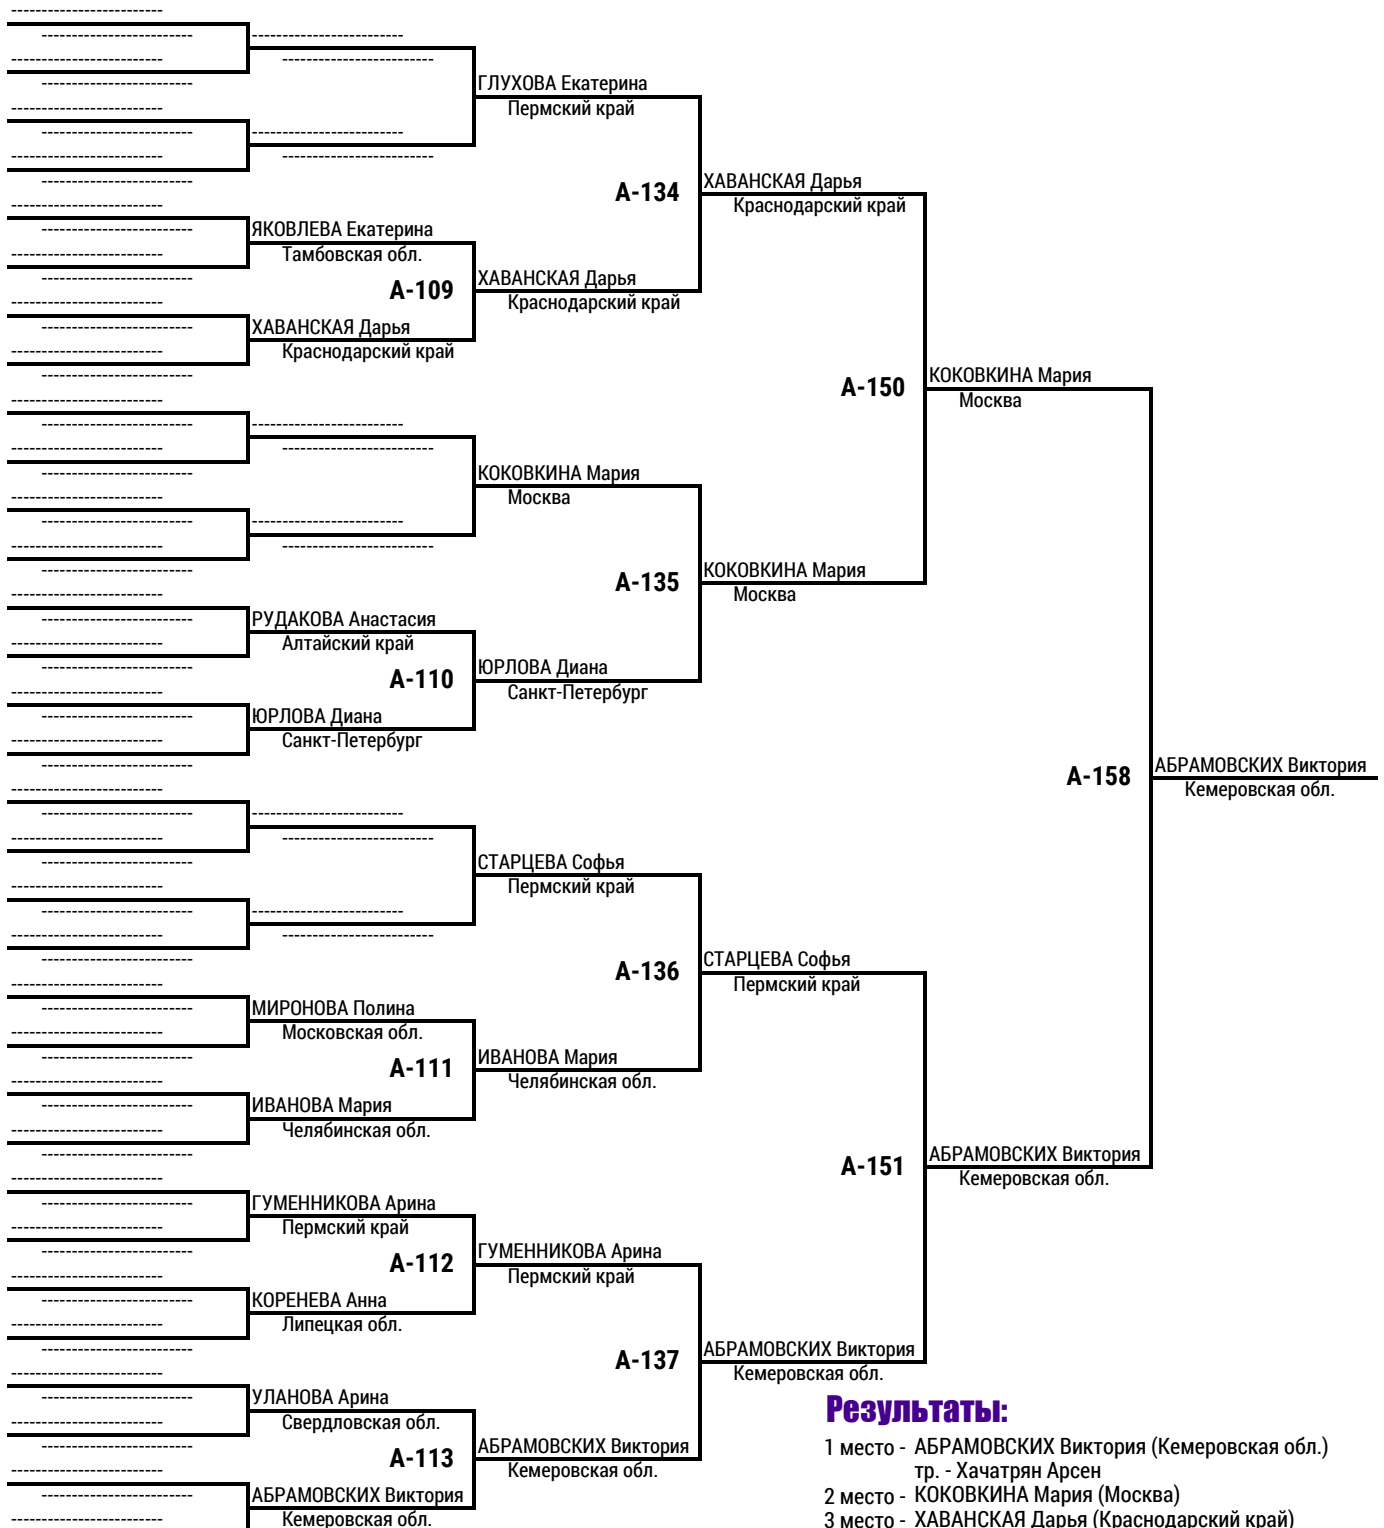 ГЛУХОВА Екатерина
Пермский край
A-134
ХАВАНСКАЯ Дарья
Краснодарский край
ЯКОВЛЕВА Екатерина
Тамбовская обл.
A-109
ХАВАНСКАЯ Дарья
Краснодарский край
ХАВАНСКАЯ Дарья
Краснодарский край
A-150
КОКОВКИНА Мария
Москва
КОКОВКИНА Мария
Москва
A-135
КОКОВКИНА Мария
Москва
РУДАКОВА Анастасия
Алтайский край
A-110
ЮРЛОВА Диана
Санкт-Петербург
ЮРЛОВА Диана
Санкт-Петербург
A-158
АБРАМОВСКИХ Виктория
Кемеровская обл.
СТАРЦЕВА Софья
Пермский край
A-136
СТАРЦЕВА Софья
Пермский край
МИРОНОВА Полина
Московская обл.
A-111
ИВАНОВА Мария
Челябинская обл.
ИВАНОВА Мария
Челябинская обл.
A-151
АБРАМОВСКИХ Виктория
Кемеровская обл.
ГУМЕННИКОВА Арина
Пермский край
A-112
ГУМЕННИКОВА Арина
Пермский край
КОРЕНЕВА Анна
Липецкая обл.
A-137
АБРАМОВСКИХ Виктория
Кемеровская обл.
УЛАНОВА Арина
Свердловская обл.
A-113
АБРАМОВСКИХ Виктория
Кемеровская обл.
АБРАМОВСКИХ Виктория
Кемеровская обл.
Результаты:
1 место - АБРАМОВСКИХ Виктория (Кемеровская обл.)
тр. - Хачатрян Арсен
2 место - КОКОВКИНА Мария (Москва)
3 место - ХАВАНСКАЯ Дарья (Краснодарский край)